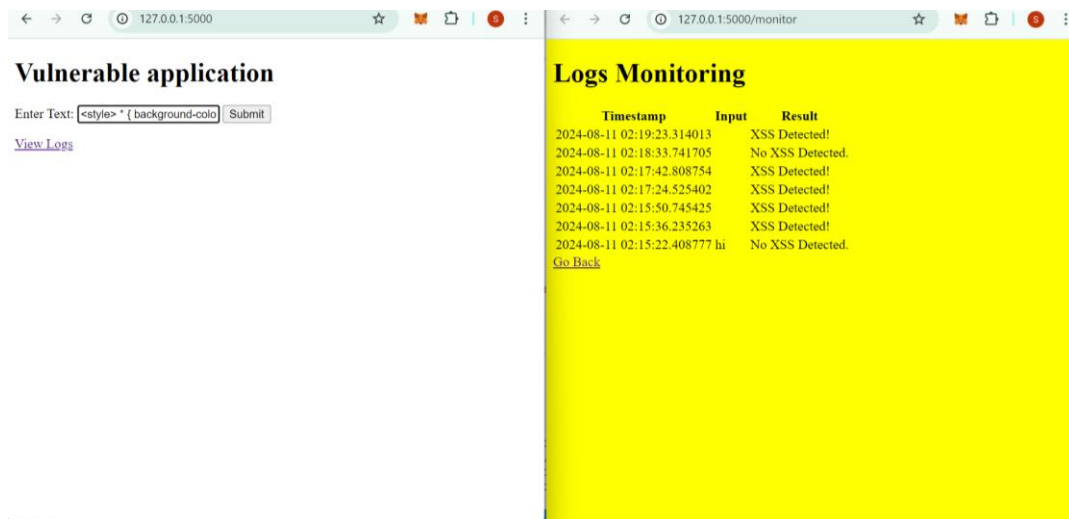 127.0.0.1:5000
S
Vulnerable application
Enter Text: <style> * { background-colo Submit
View Logs
127.0.0.1:5000/monitor
S
Logs Monitoring
Timestamp Input Result
2024-08-11 02:19:23.314013 XSS Detected!
2024-08-11 02:18:33.741705 No XSS Detected.
2024-08-11 02:17:42.808754 XSS Detected!
2024-08-11 02:17:24.525402 XSS Detected!
2024-08-11 02:15:50.745425 XSS Detected!
2024-08-11 02:15:36.235263 XSS Detected!
2024-08-11 02:15:22.408777 hi No XSS Detected.
Go Back